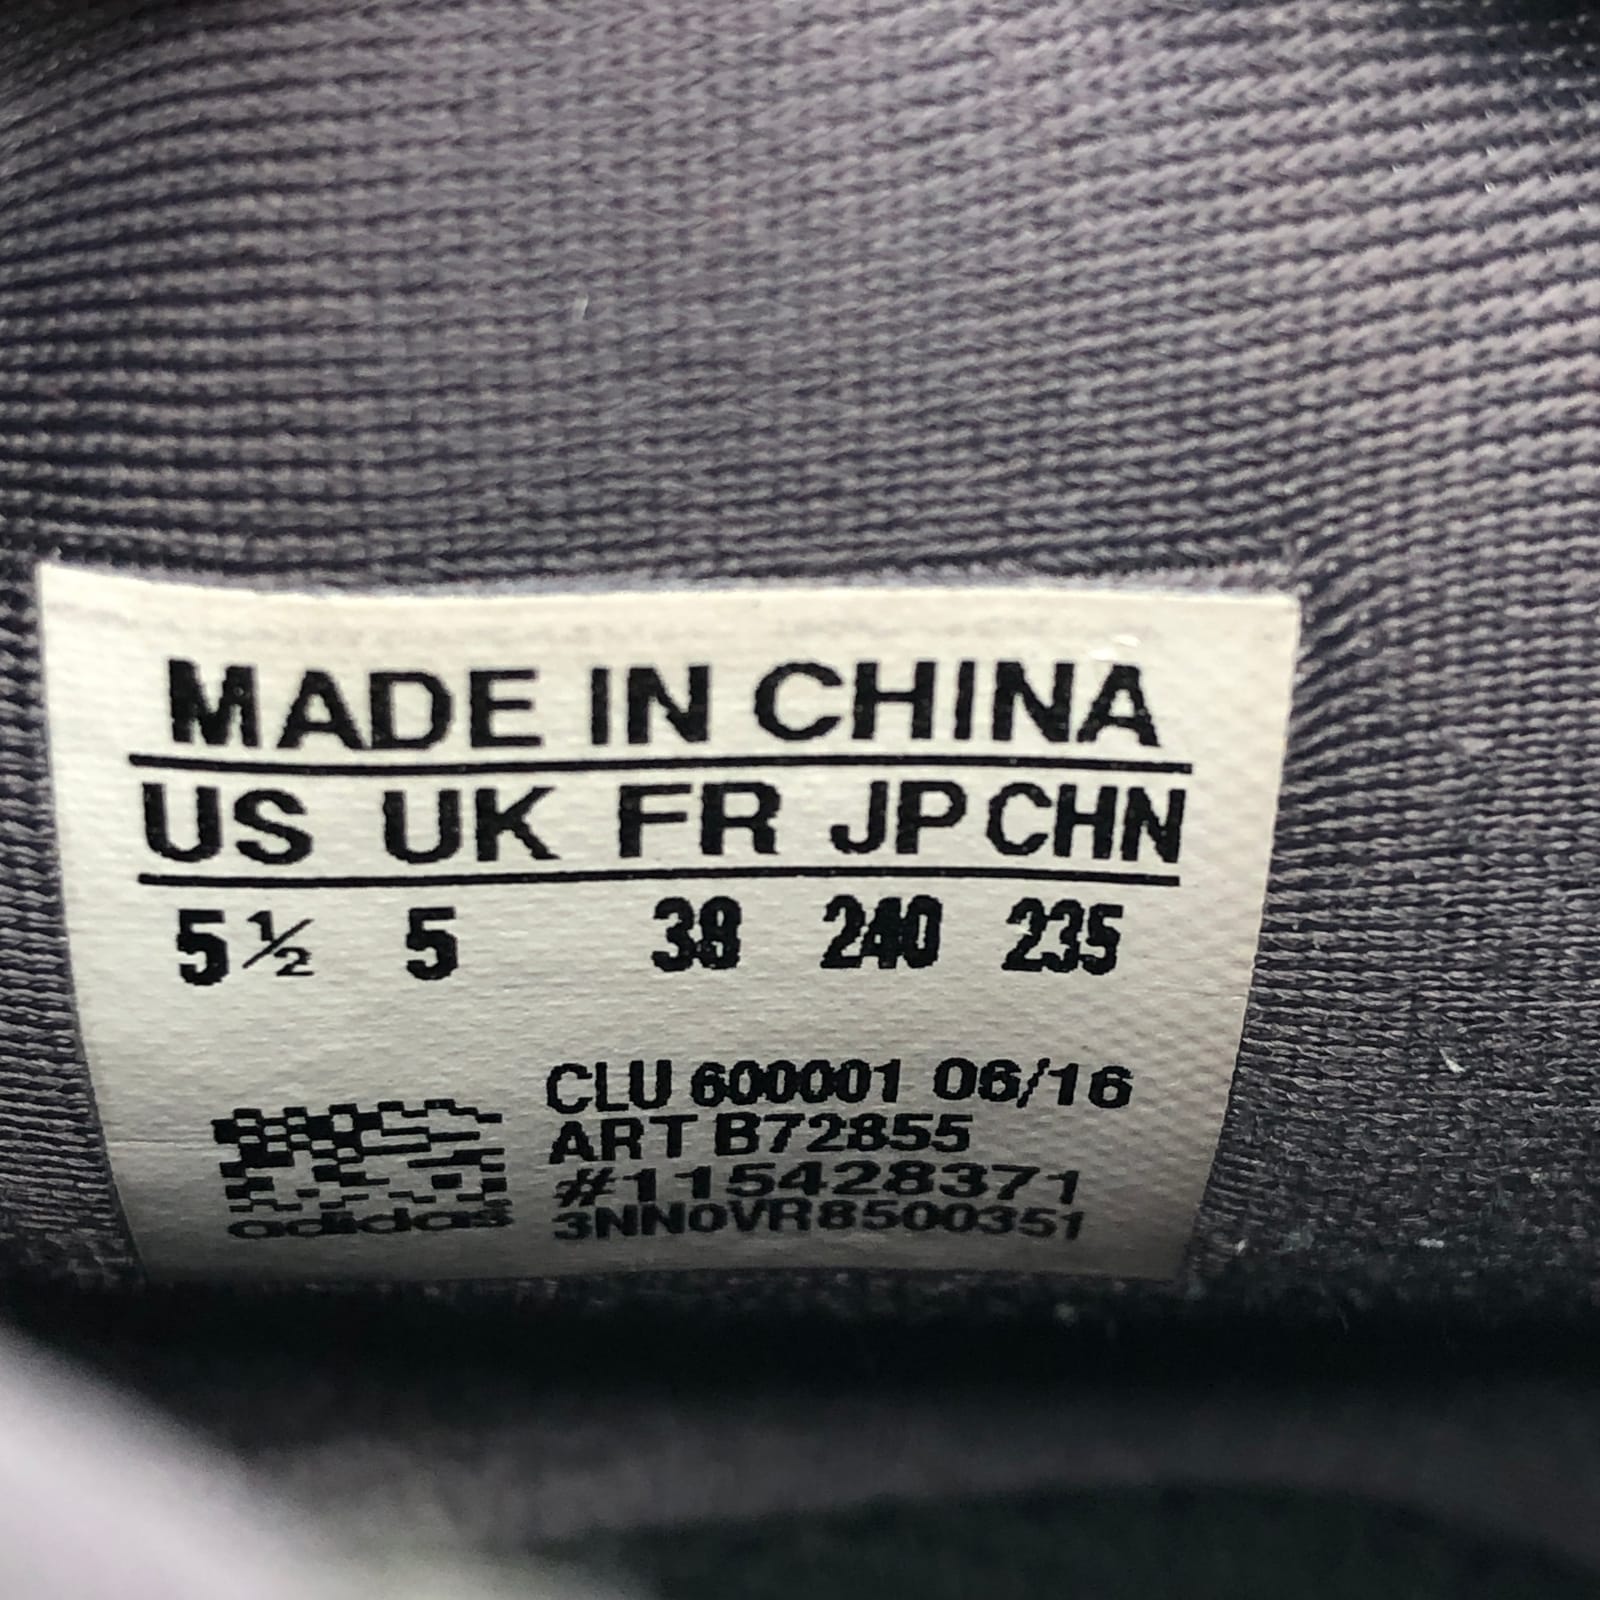 MADE IN CHINA
US UK FR JP CHN
5½ 5 38 240 235
CLU 600001 06/16
ART B72855
#115428371
3NN0VR8500351
adidas